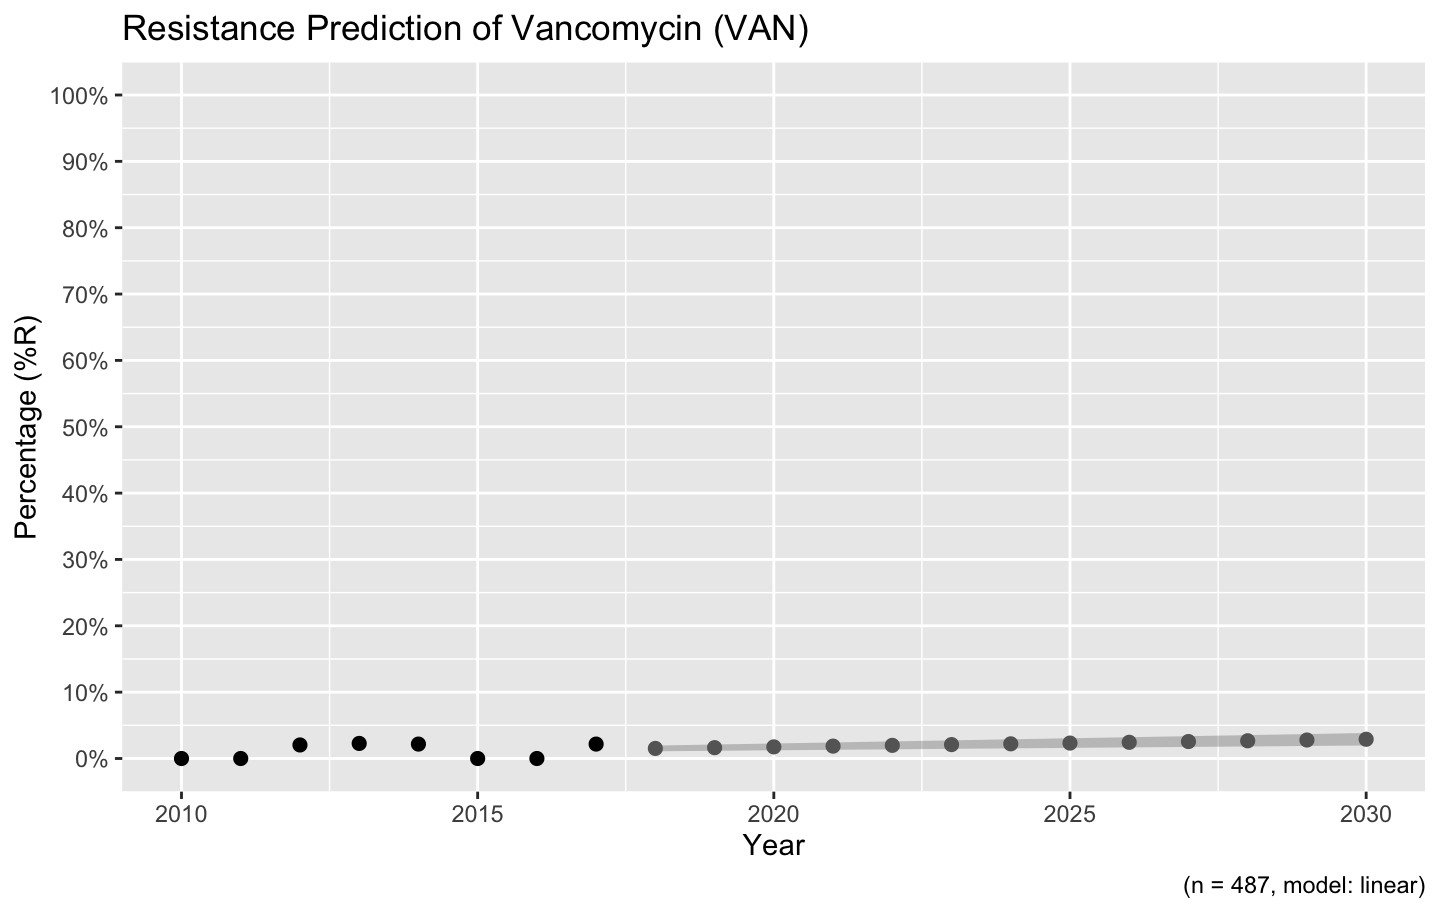 Resistance Prediction of Vancomycin (VAN)
100%
90%
80%
70%
60%
50%
40%
30%
20%
10%
0%
Percentage (%R)
2010 2015 2020 2025 2030
Year
(n = 487, model: linear)